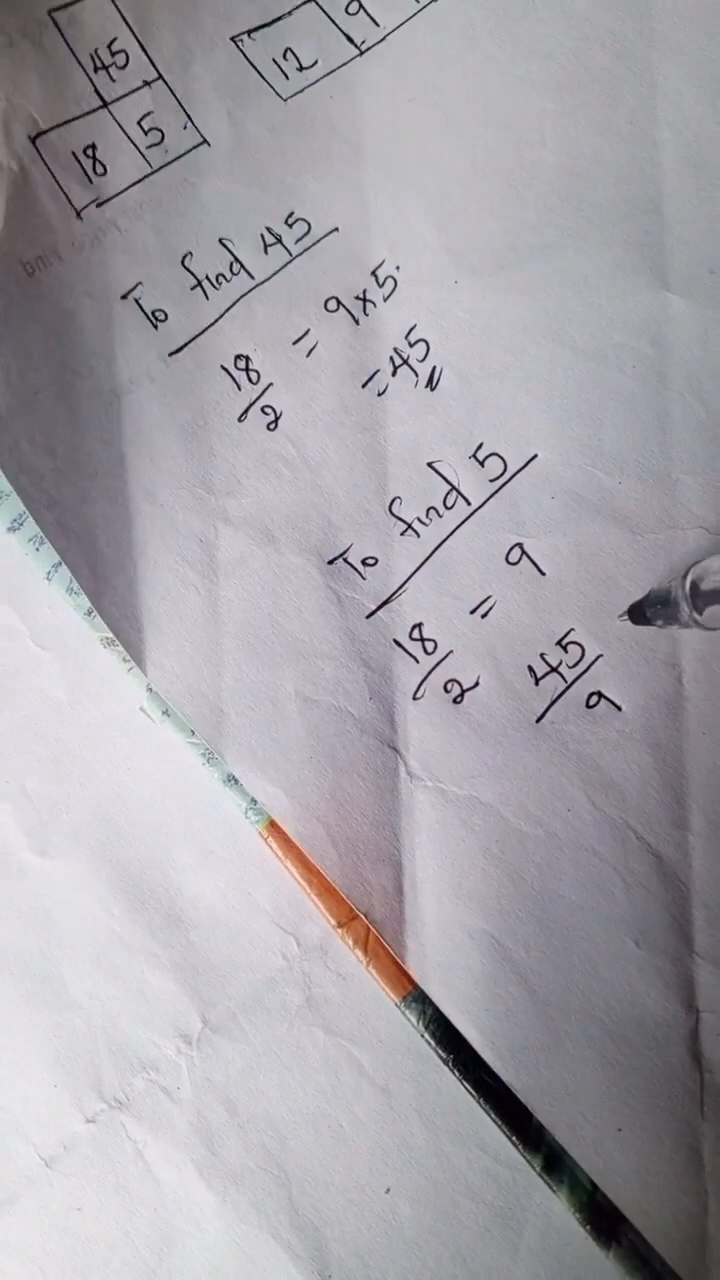 45
18 5
12 9
To find 45
18/2 = 9x5
=45
To find 5
18/2 = 9
45/9